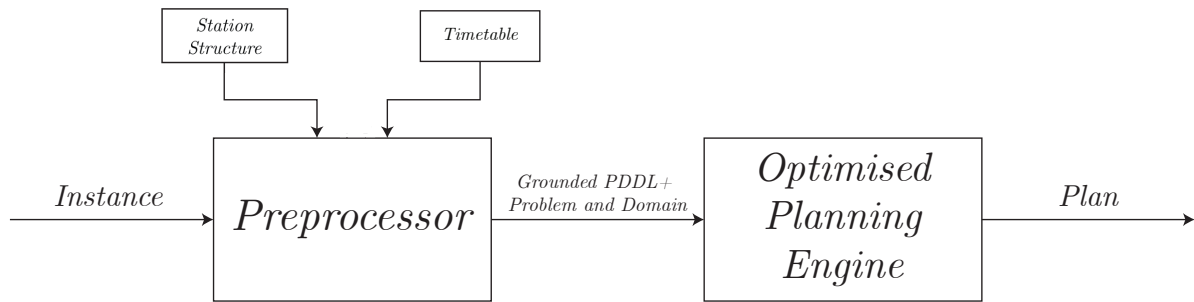 Station
Structure
Timetable
Instance
Preprocessor
Grounded PDDL+
Problem and Domain
Optimised
Planning
Engine
Plan